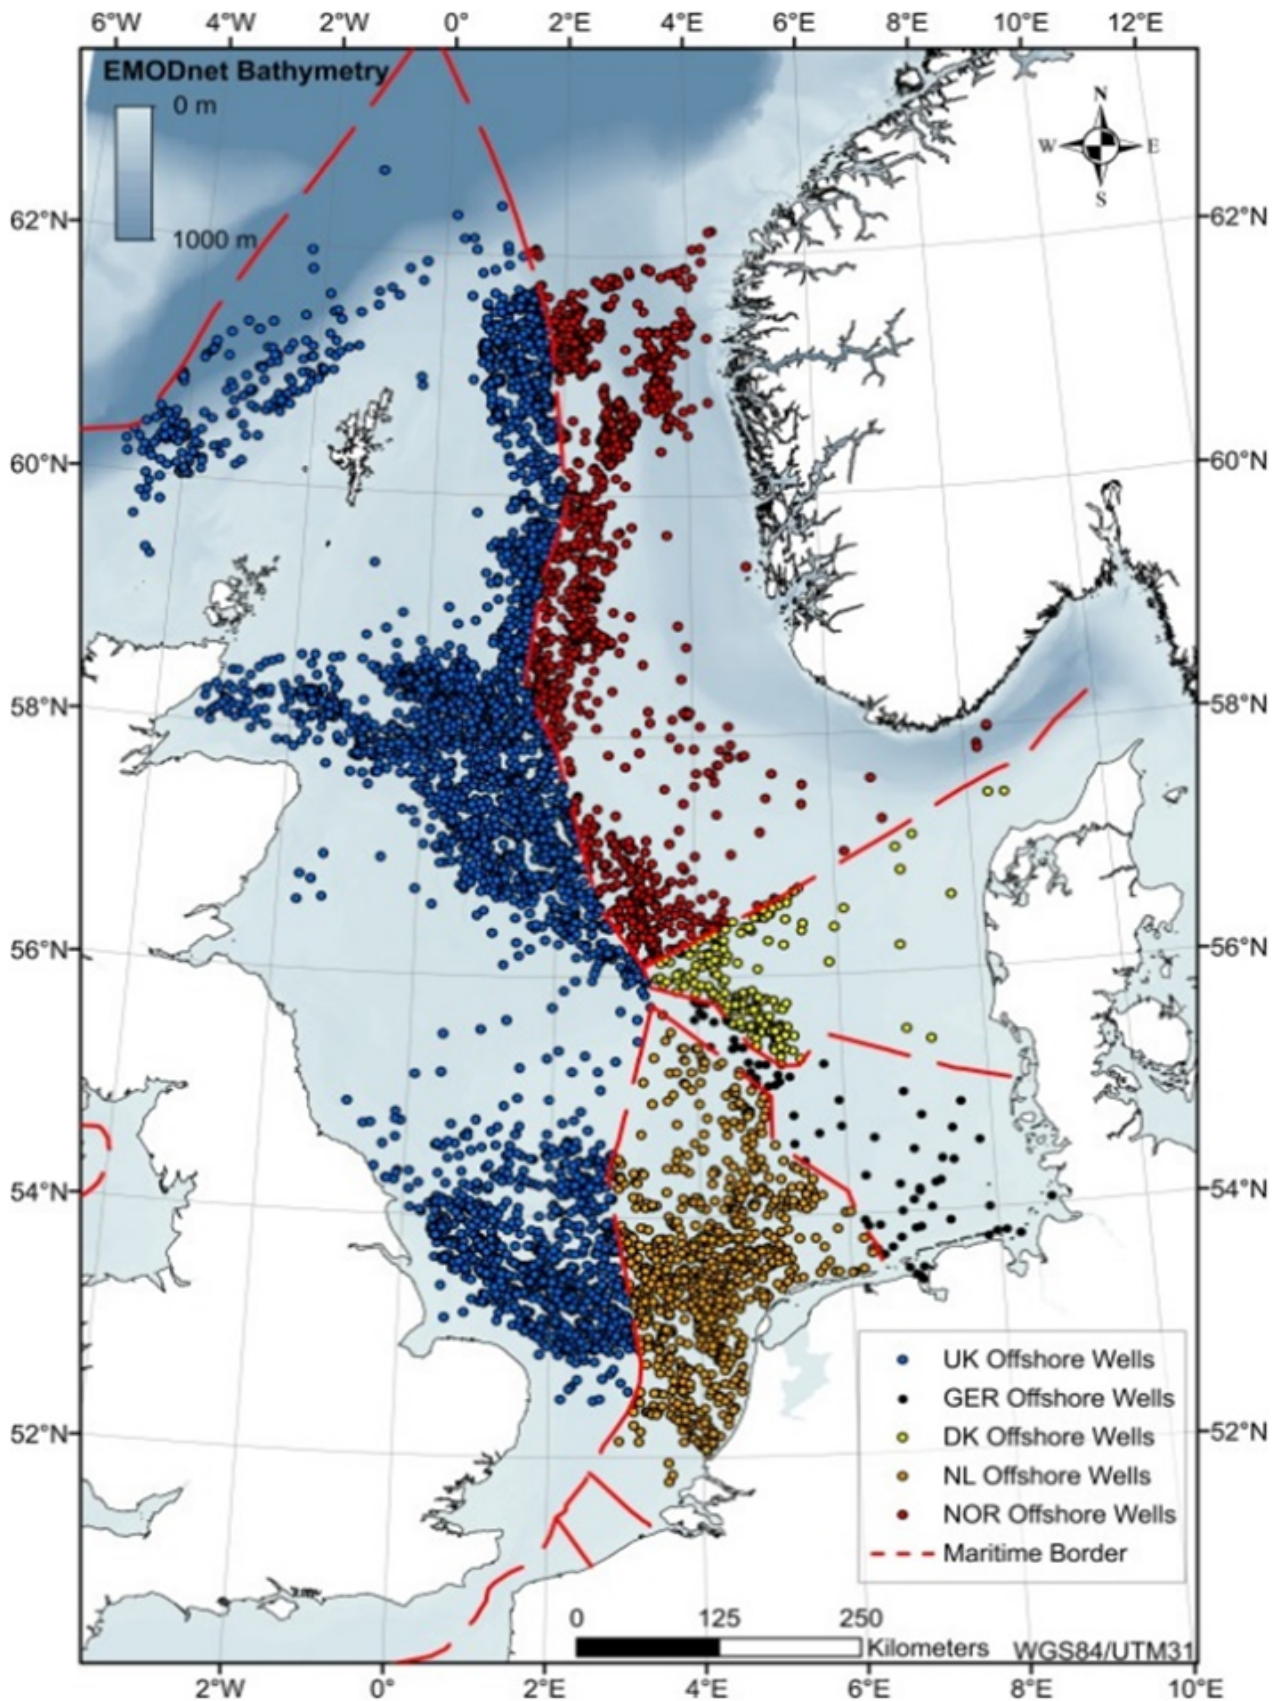 6°W 4°W 2°W 0° 2°E 4°E 6°E 8°E 10°E 12°E
EMODnet Bathymetry
0 m
1000 m
N
W E
S
62°N 62°N
60°N 60°N
58°N 58°N
56°N 56°N
54°N 54°N
52°N 52°N
UK Offshore Wells
GER Offshore Wells
DK Offshore Wells
NL Offshore Wells
NOR Offshore Wells
Maritime Border
0 125 250
Kilometers WGS84/UTM31
2°W 0° 2°E 4°E 6°E 8°E 10°E